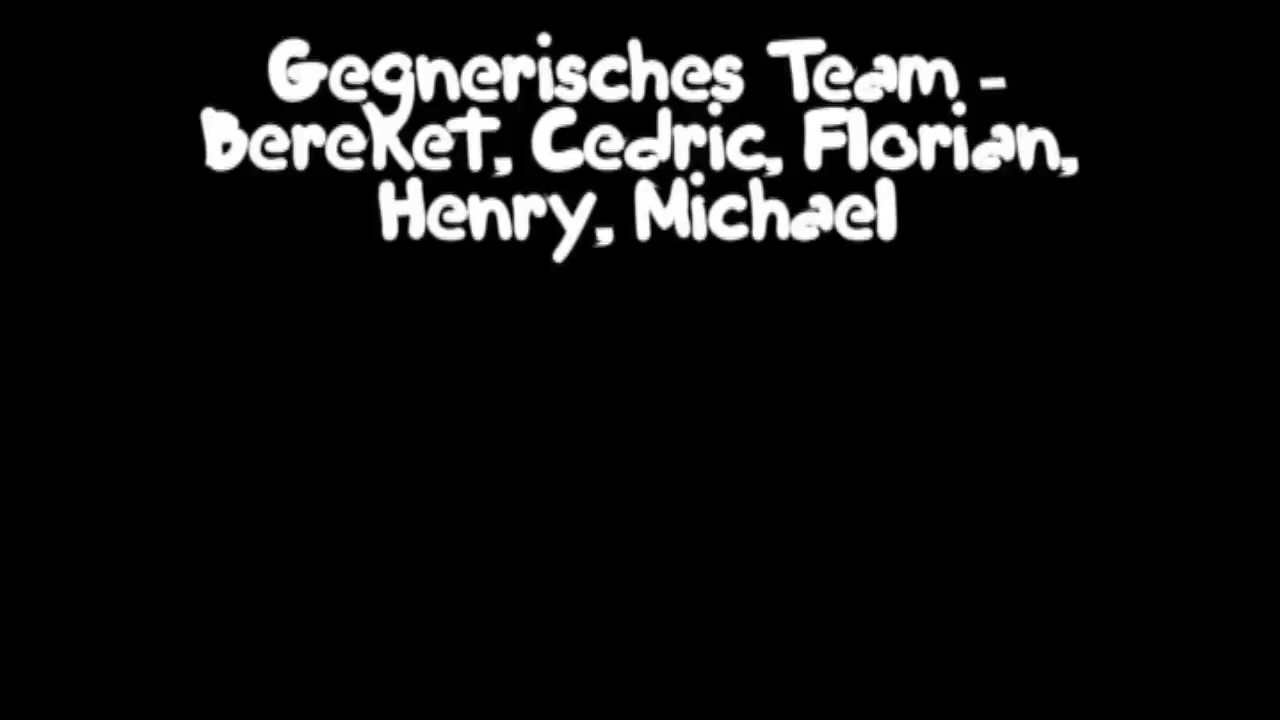 Gegnerisches Team -
Bereket, Cedric, Florian,
Henry, Michael